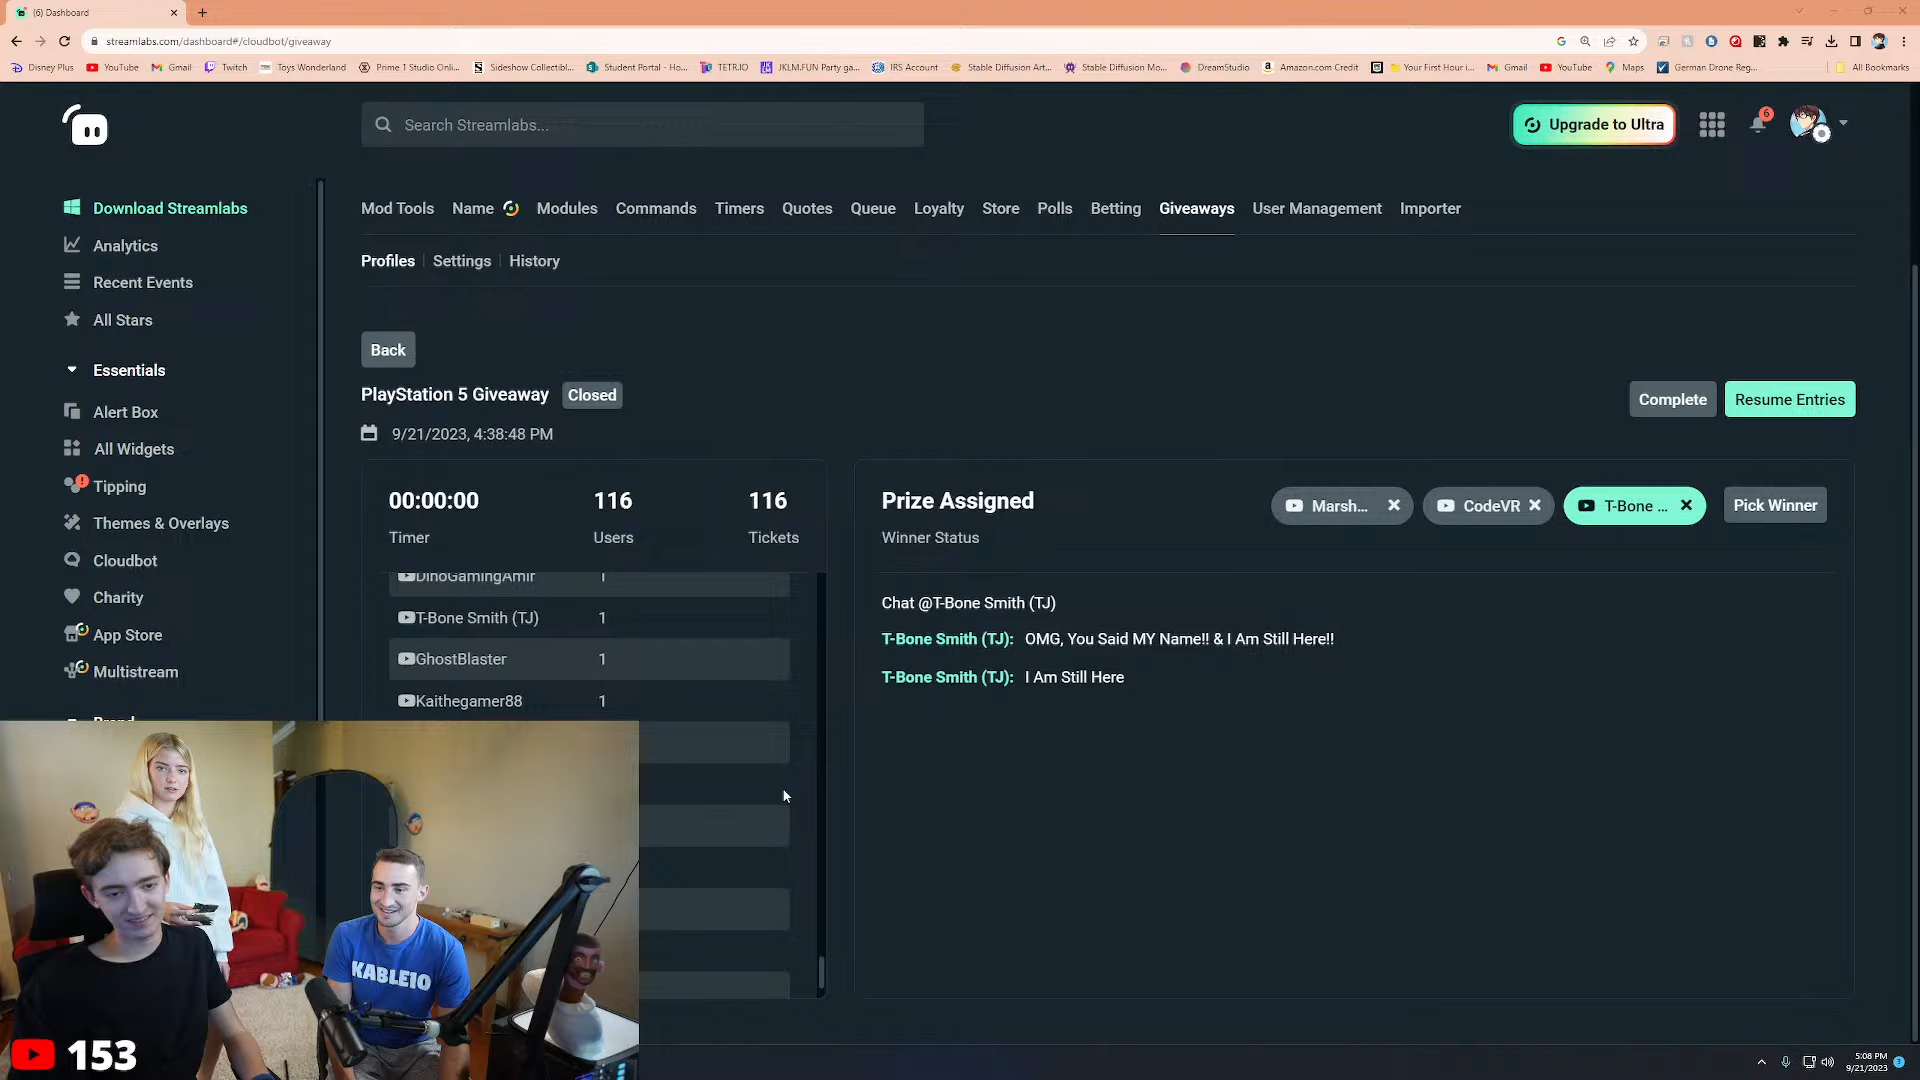 (6) Dashboard
streamlabs.com/dashboard#/cloudbot/giveaway
Disney Plus YouTube Gmail Twitch Toys Wonderland Prime 1 Studio Onli... Sideshow Collectibl... Student Portal - Ho... TETR.IO JKLM.FUN Party ga... IRS Account Stable Diffusion Art... Stable Diffusion Mo... DreamStudio Amazon.com Credit Your First Hour i... Gmail YouTube Maps German Drone Reg... All Bookmarks
Search Streamlabs...
Upgrade to Ultra
6
Download Streamlabs
Analytics
Recent Events
All Stars
Essentials
Alert Box
All Widgets
Tipping
Themes & Overlays
Cloudbot
Charity
App Store
Multistream
Brand
Mod Tools Name Modules Commands Timers Quotes Queue Loyalty Store Polls Betting Giveaways User Management Importer
Profiles Settings History
Back
PlayStation 5 Giveaway Closed
Complete Resume Entries
9/21/2023, 4:38:48 PM
00:00:00 116 116
Timer Users Tickets
DinoGamingAmir 1
T-Bone Smith (TJ) 1
GhostBlaster 1
Kaithegamer88 1
Prize Assigned
Winner Status
Marsh... CodeVR T-Bone ... Pick Winner
Chat @T-Bone Smith (TJ)
T-Bone Smith (TJ): OMG, You Said MY Name!! & I Am Still Here!!
T-Bone Smith (TJ): I Am Still Here
KABLE10
153
5:08 PM
9/21/2023
3